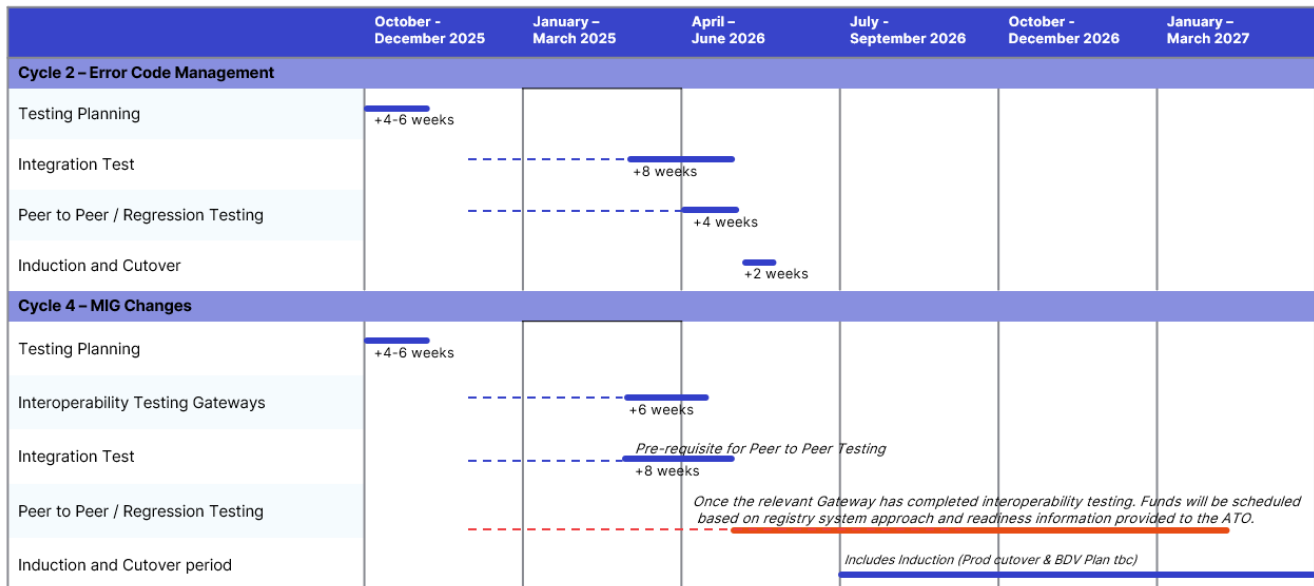 October -
December 2025
January –
March 2025
April –
June 2026
July -
September 2026
October -
December 2026
January –
March 2027
Cycle 2 – Error Code Management
Testing Planning
+4-6 weeks
Integration Test
+8 weeks
Peer to Peer / Regression Testing
+4 weeks
Induction and Cutover
+2 weeks
Cycle 4 – MIG Changes
Testing Planning
+4-6 weeks
Interoperability Testing Gateways
+6 weeks
Integration Test
Pre-requisite for Peer to Peer Testing
+8 weeks
Peer to Peer / Regression Testing
Once the relevant Gateway has completed interoperability testing. Funds will be scheduled
based on registry system approach and readiness information provided to the ATO.
Induction and Cutover period
Includes Induction (Prod cutover & BDV Plan tbc)